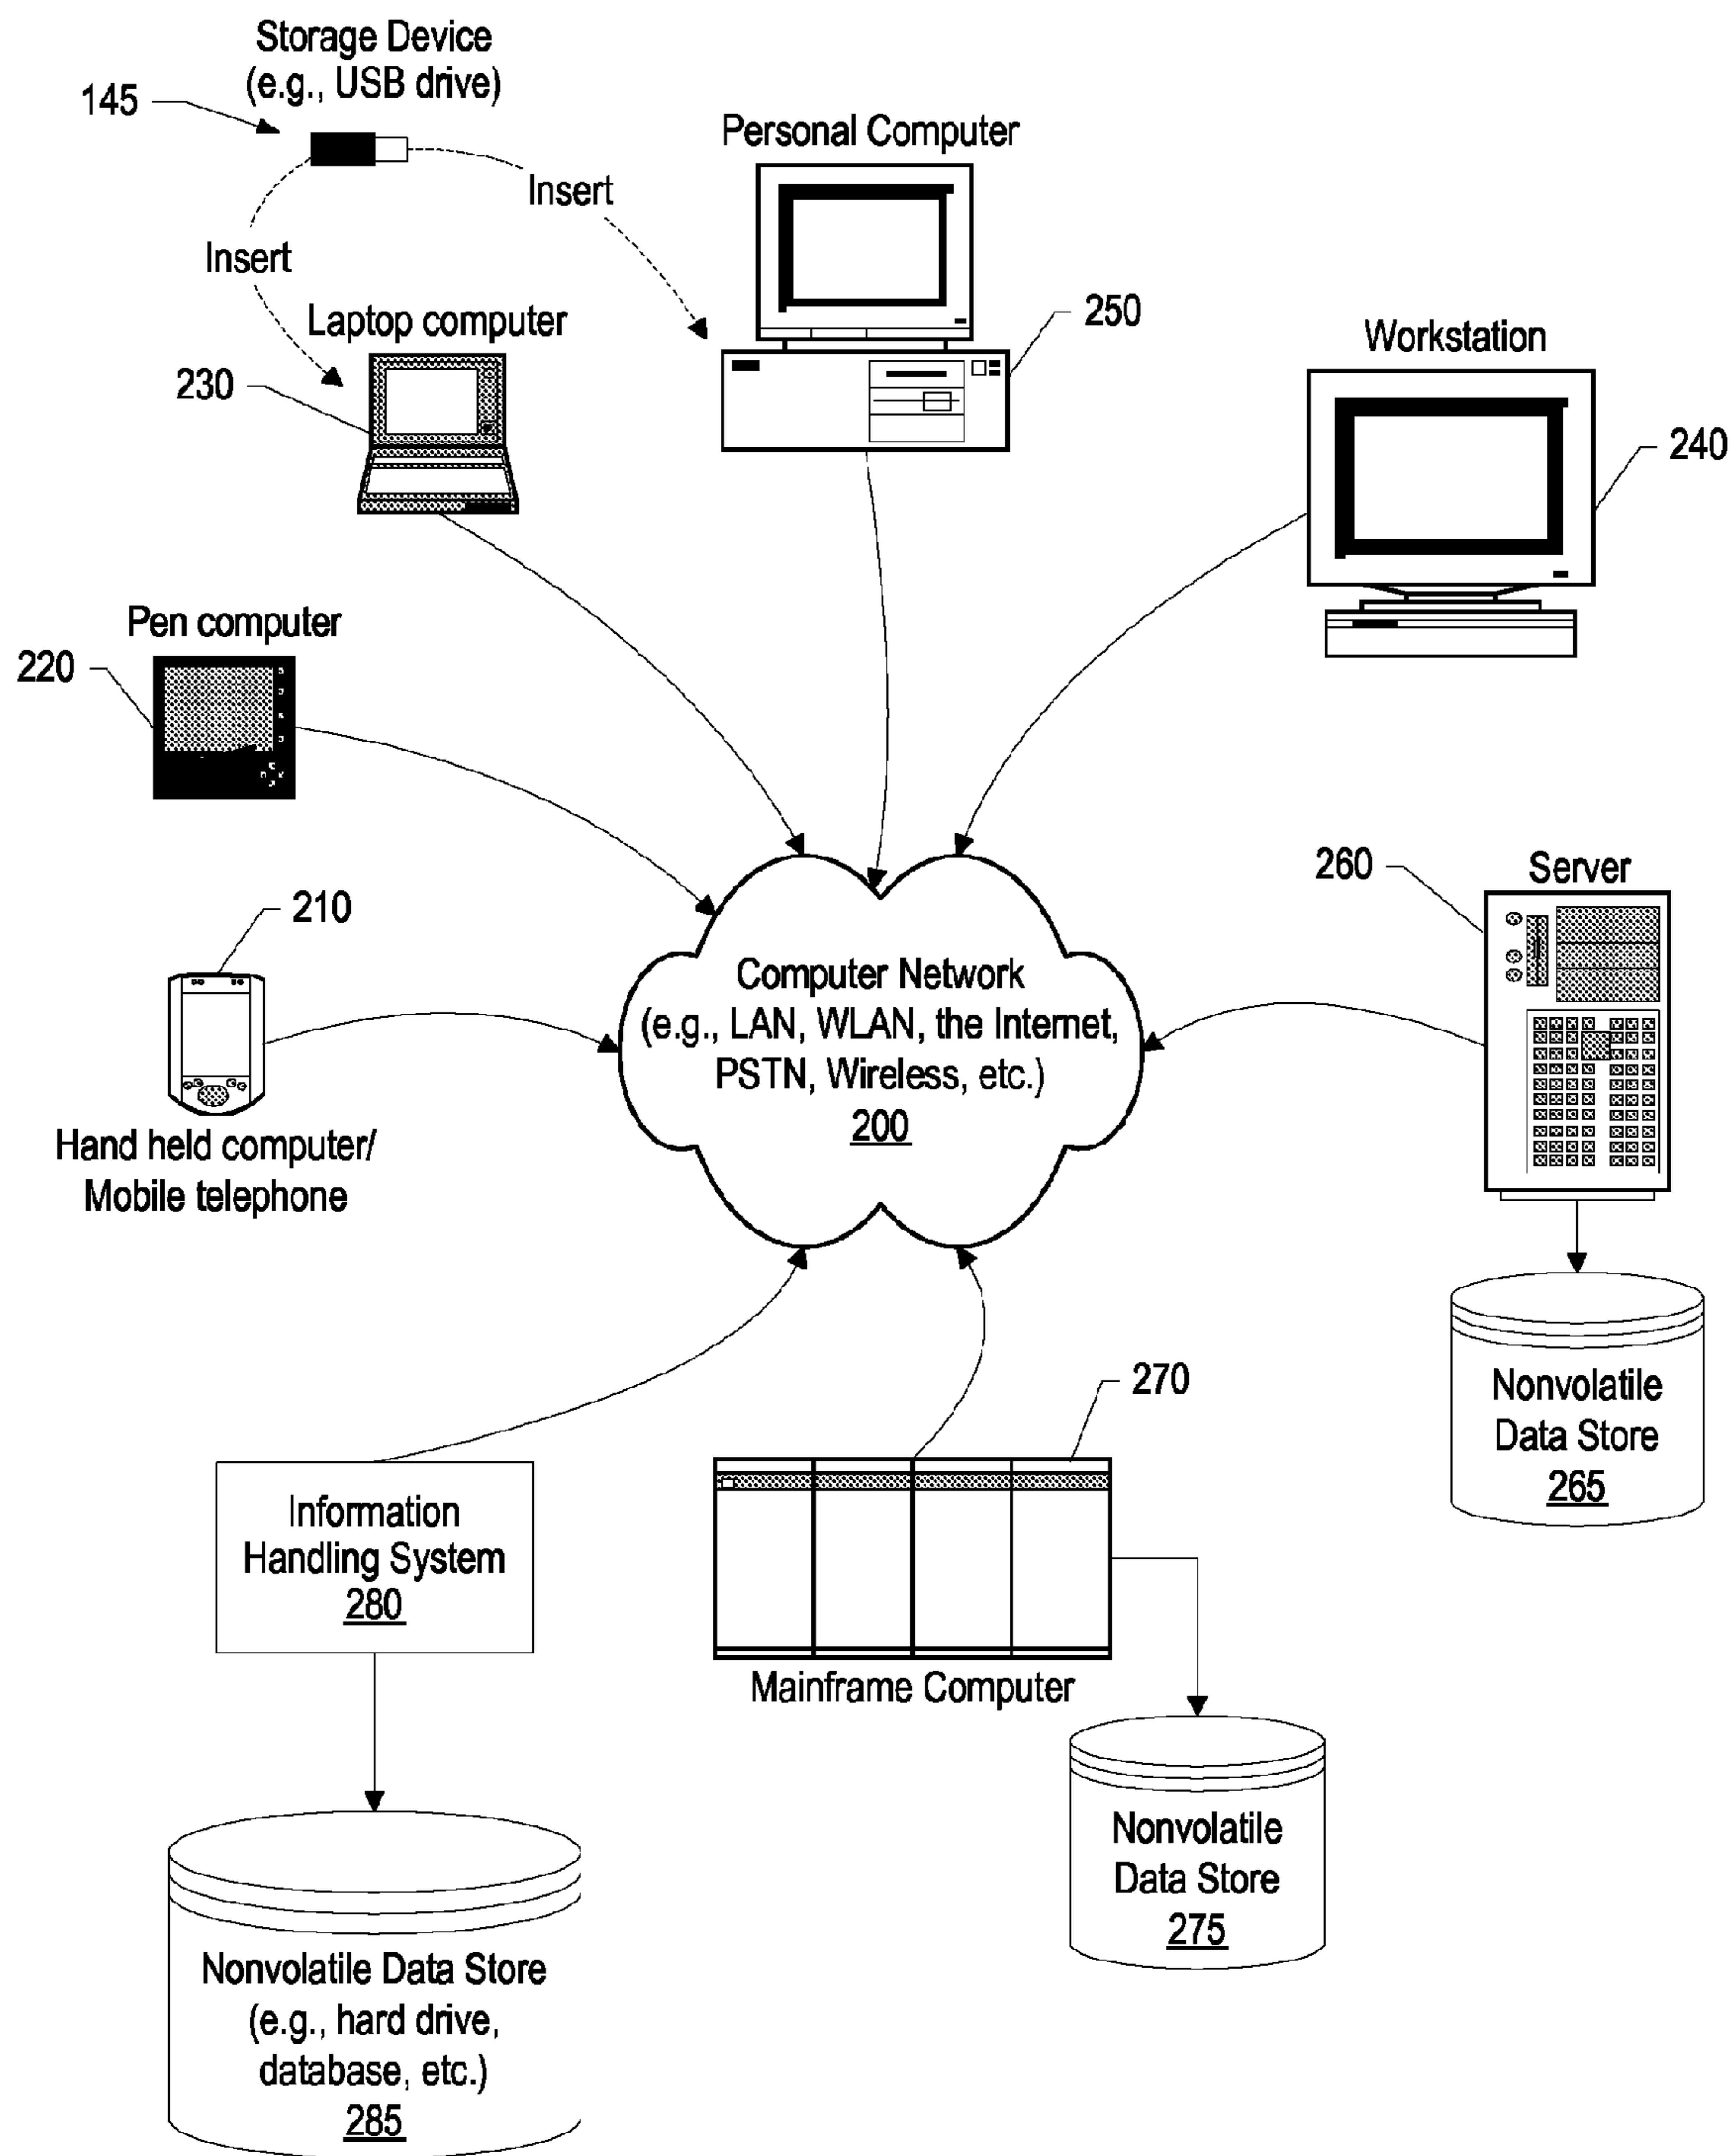 Storage Device
(e.g., USB drive)
145
Insert
Insert
Personal Computer
250
Laptop computer
230
Workstation
240
Pen computer
220
210
Hand held computer/
Mobile telephone
Computer Network
(e.g., LAN, WLAN, the Internet,
PSTN, Wireless, etc.)
200
260
Server
Nonvolatile
Data Store
265
270
Mainframe Computer
Information
Handling System
280
Nonvolatile
Data Store
275
Nonvolatile Data Store
(e.g., hard drive,
database, etc.)
285